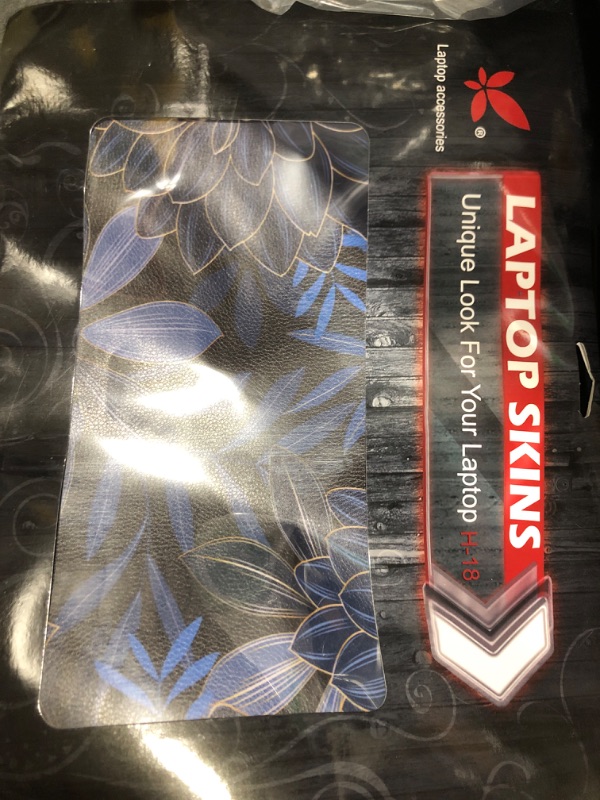 ®
Laptop accessories
LAPTOP SKINS
Unique Look For Your Laptop H-18